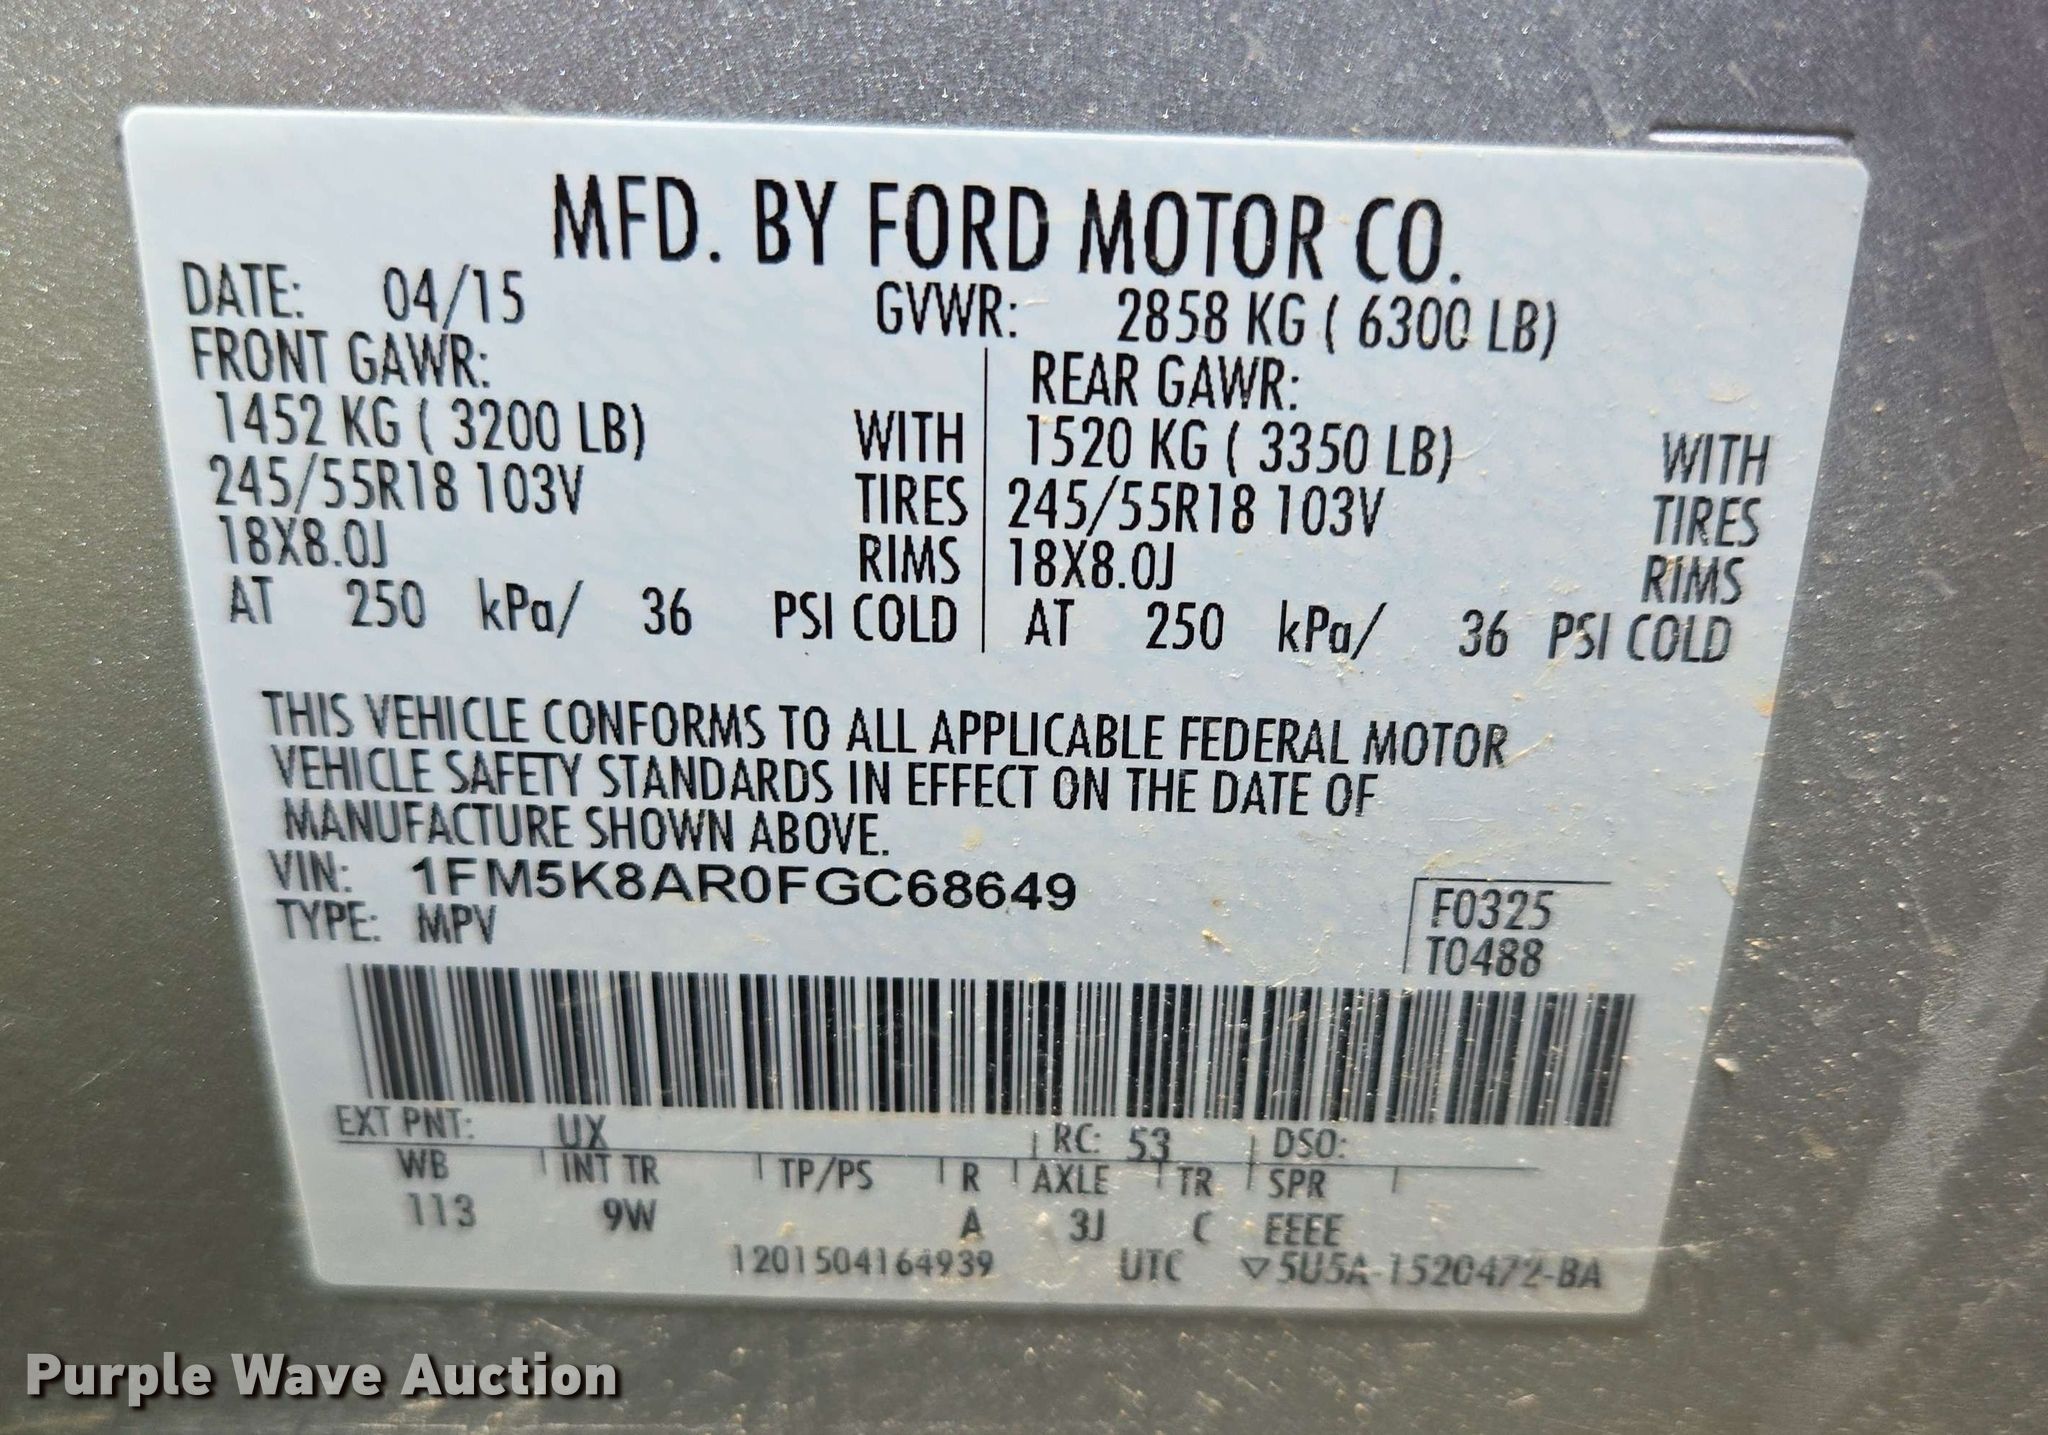 MFD. BY FORD MOTOR CO.
DATE: 04/15 GVWR: 2858 KG ( 6300 LB)
FRONT GAWR: REAR GAWR:
1452 KG ( 3200 LB) WITH 1520 KG ( 3350 LB) WITH
245/55R18 103V TIRES 245/55R18 103V TIRES
18X8.0J RIMS 18X8.0J RIMS
AT 250 kPa/ 36 PSI COLD AT 250 kPa/ 36 PSI COLD
THIS VEHICLE CONFORMS TO ALL APPLICABLE FEDERAL MOTOR
VEHICLE SAFETY STANDARDS IN EFFECT ON THE DATE OF
MANUFACTURE SHOWN ABOVE.
VIN: 1FM5K8AR0FGC68649
TYPE: MPV
F0325
T0488
EXT PNT: UX RC: 53 DSO:
WB INT TR TP/PS R AXLE TR SPR
113 9W A 3J C EEEE
1201504164939 UTC ▽5U5A-1520472-BA
Purple Wave Auction